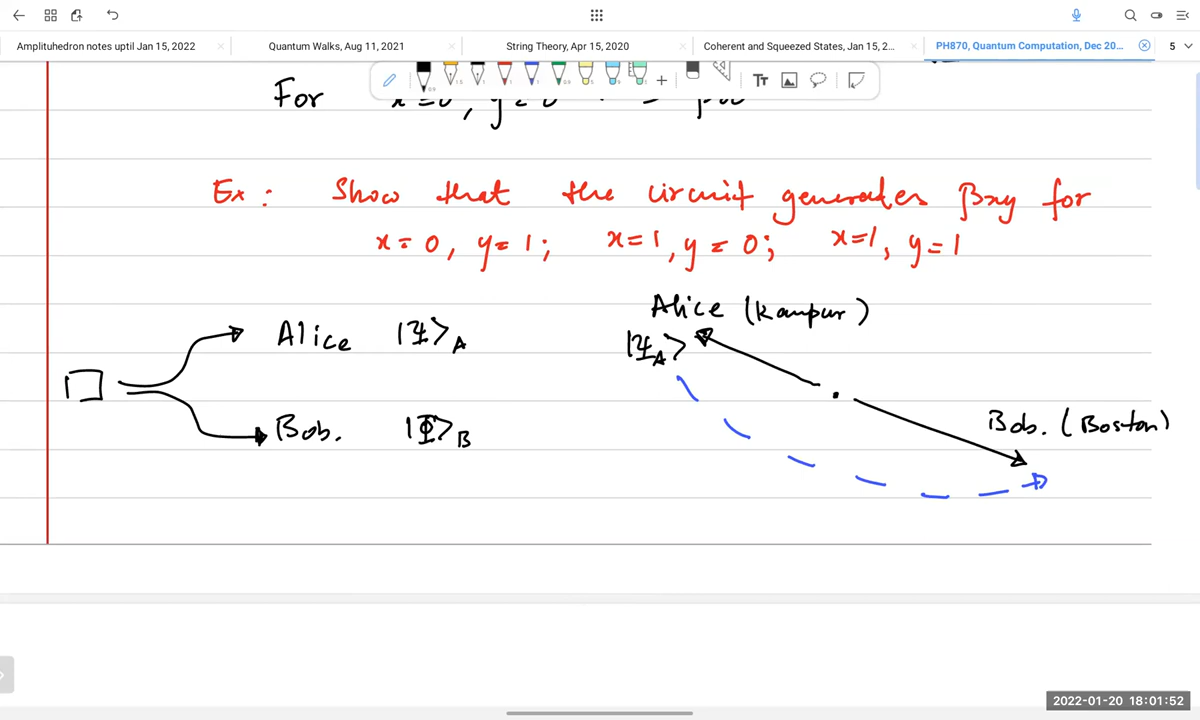 Amplituhedron notes uptil Jan 15, 2022
Quantum Walks, Aug 11, 2021
String Theory, Apr 15, 2020
Coherent and Squeezed States, Jan 15, 2...
PH870, Quantum Computation, Dec 20...
5
Tт
For x=0, y=0
Ex : Show that the circuit generates βxy for
x=0, y=1; x=1, y=0; x=1, y=1
Alice (Kanpur)
Alice |Ψ>A |ΨA>
Bob. (Boston)
Bob. |Φ>B
2022-01-20 18:01:52